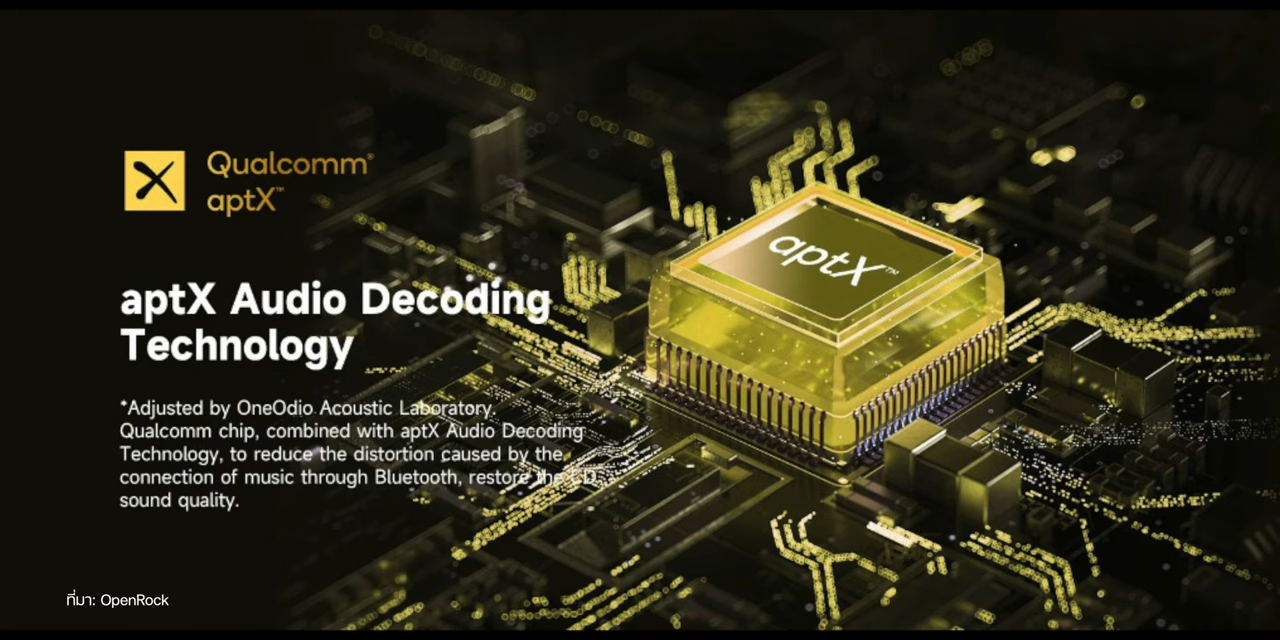 Qualcomm®
aptX™
aptX™
aptX Audio Decoding
Technology
*Adjusted by OneOdio Acoustic Laboratory.
Qualcomm chip, combined with aptX Audio Decoding
Technology, to reduce the distortion caused by the
connection of music through Bluetooth, restore the CD
sound quality.
ที่มา: OpenRock